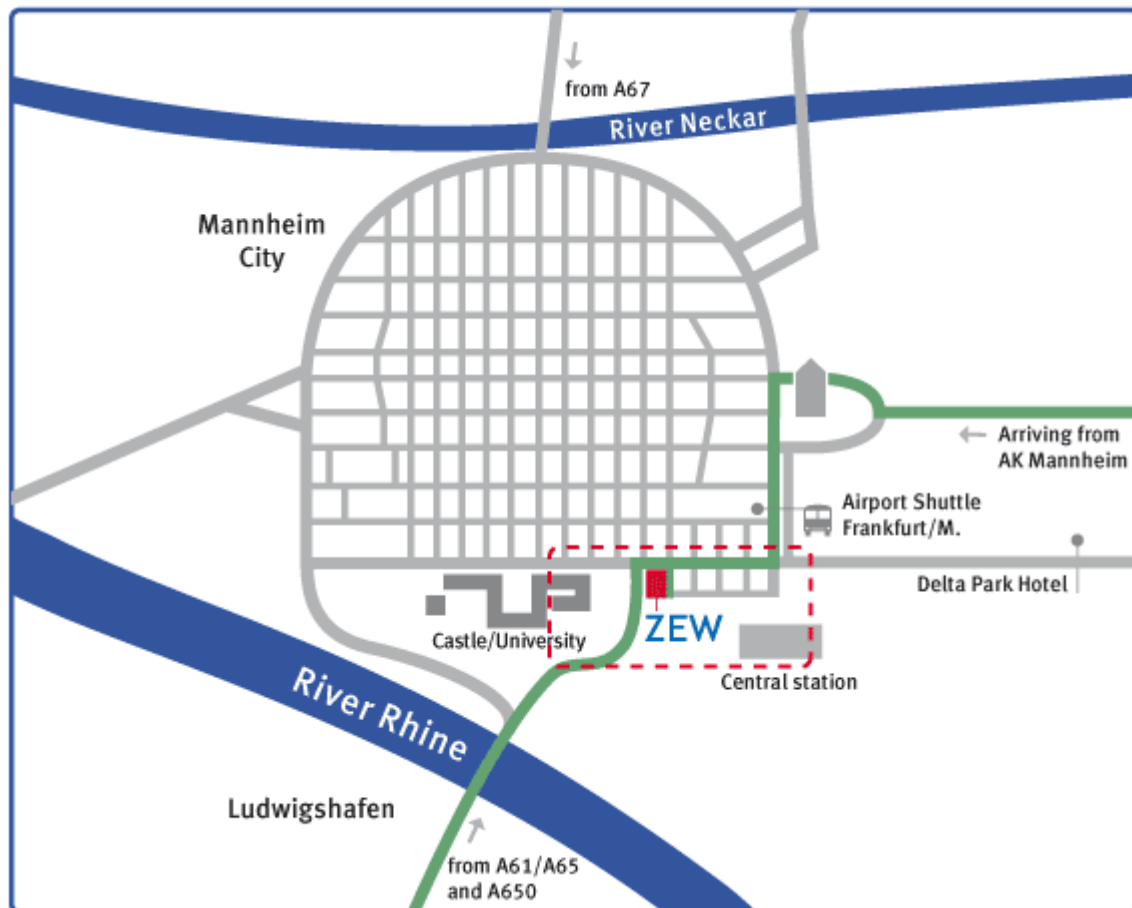 from A67
River Neckar
Mannheim
City
Arriving from
AK Mannheim
Airport Shuttle
Frankfurt/M.
Delta Park Hotel
Castle/University
ZEW
Central station
River Rhine
Ludwigshafen
from A61/A65
and A650